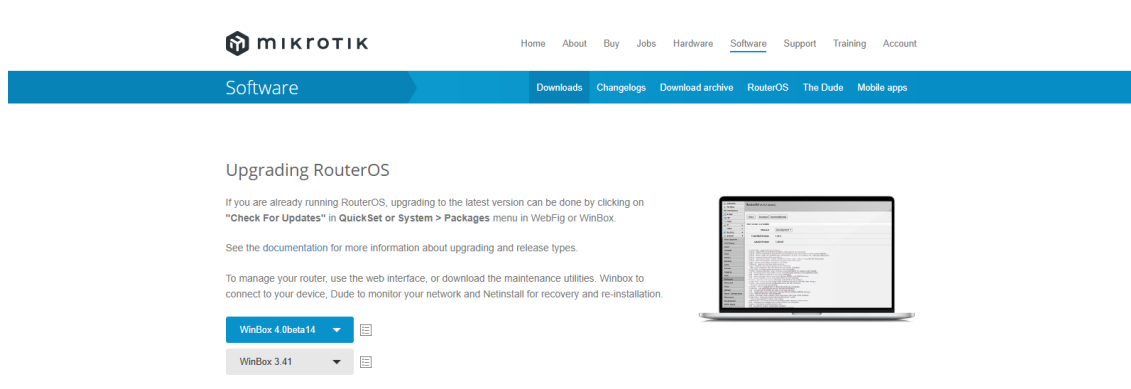 mikrotik
Home About Buy Jobs Hardware Software Support Training Account
Software
Downloads Changelogs Download archive RouterOS The Dude Mobile apps
Upgrading RouterOS
If you are already running RouterOS, upgrading to the latest version can be done by clicking on
"Check For Updates" in QuickSet or System > Packages menu in WebFig or WinBox.
See the documentation for more information about upgrading and release types.
To manage your router, use the web interface, or download the maintenance utilities. Winbox to
connect to your device, Dude to monitor your network and Netinstall for recovery and re-installation.
WinBox 4.0beta14
WinBox 3.41